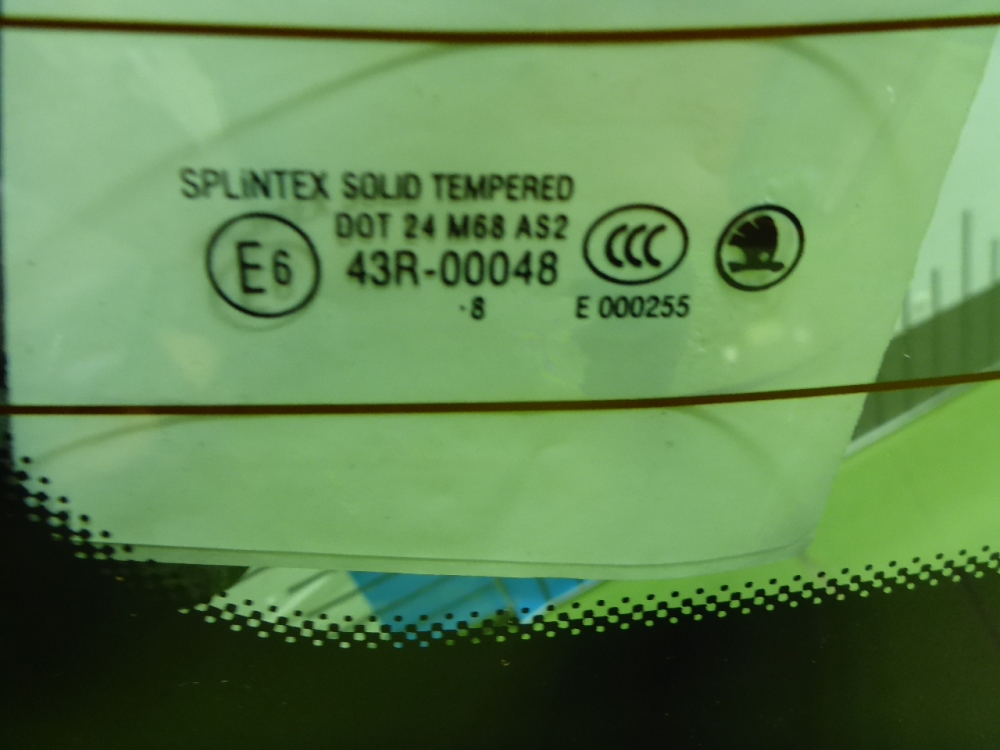 SPLiNTEX SOLID TEMPERED
DOT 24 M68 AS2
E6 43R-00048 CCC
·8 E 000255